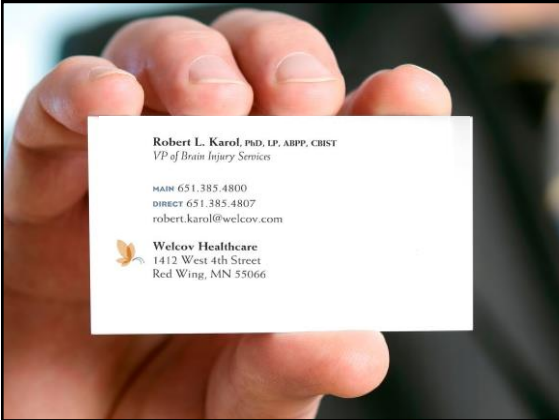 Robert L. Karol, PhD, LP, ABPP, CBIST
VP of Brain Injury Services
MAIN 651.385.4800
DIRECT 651.385.4807
robert.karol@welcov.com
Welcov Healthcare
1412 West 4th Street
Red Wing, MN 55066